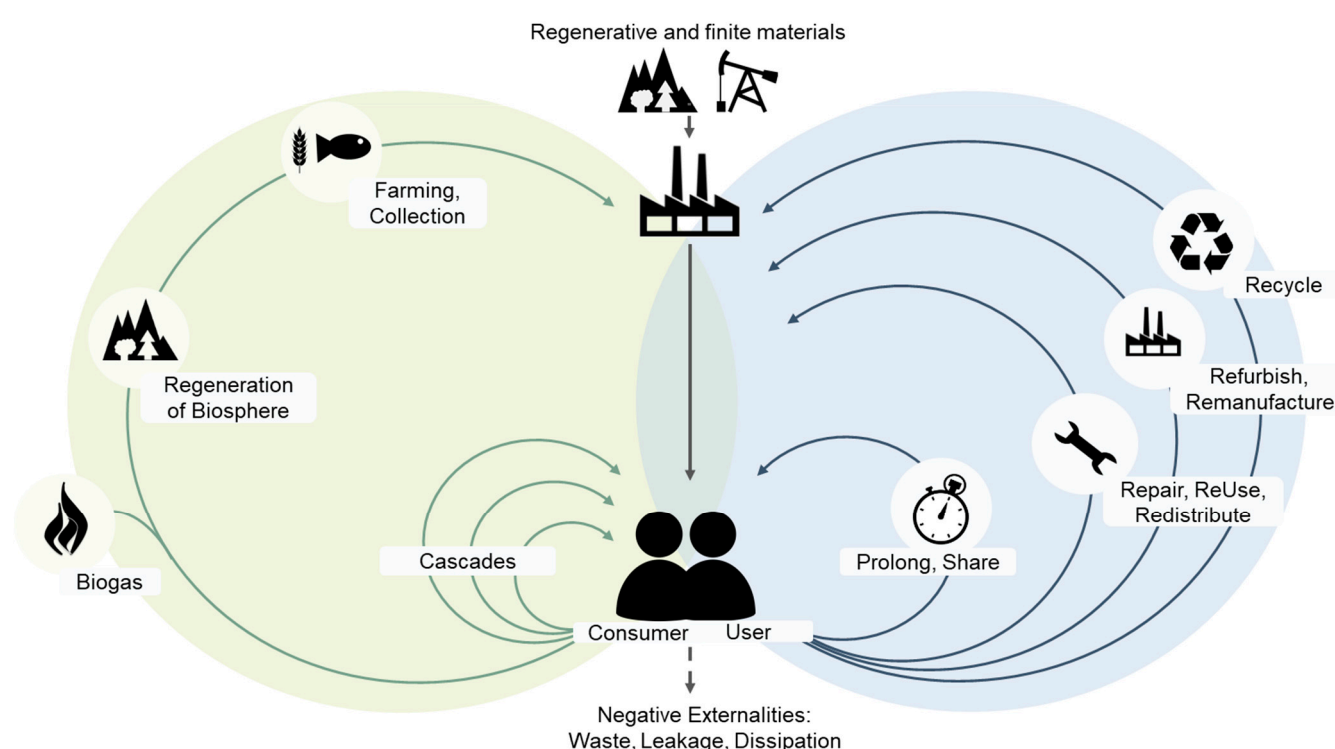 Regenerative and finite materials
Farming,
Collection
Recycle
Regeneration
of Biosphere
Refurbish,
Remanufacture
Repair, ReUse,
Redistribute
Cascades
Prolong, Share
Biogas
Consumer
User
Negative Externalities:
Waste, Leakage, Dissipation